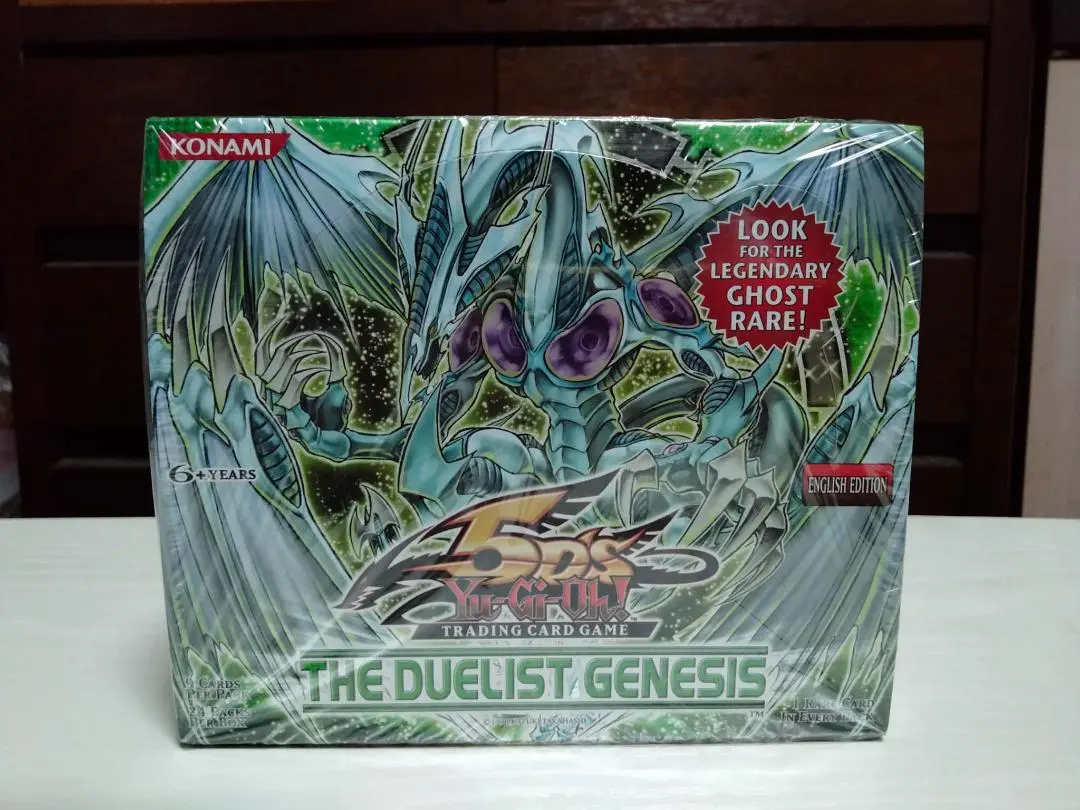 KONAMI
LOOK
FOR THE
LEGENDARY
GHOST
RARE!
6+ YEARS
ENGLISH EDITION
5D's
Yu-Gi-Oh!
TRADING CARD GAME
THE DUELIST GENESIS
TM
9 CARDS
PER PACK
24 PACKS
PER BOX
1 RARE CARD
IN EVERY PACK